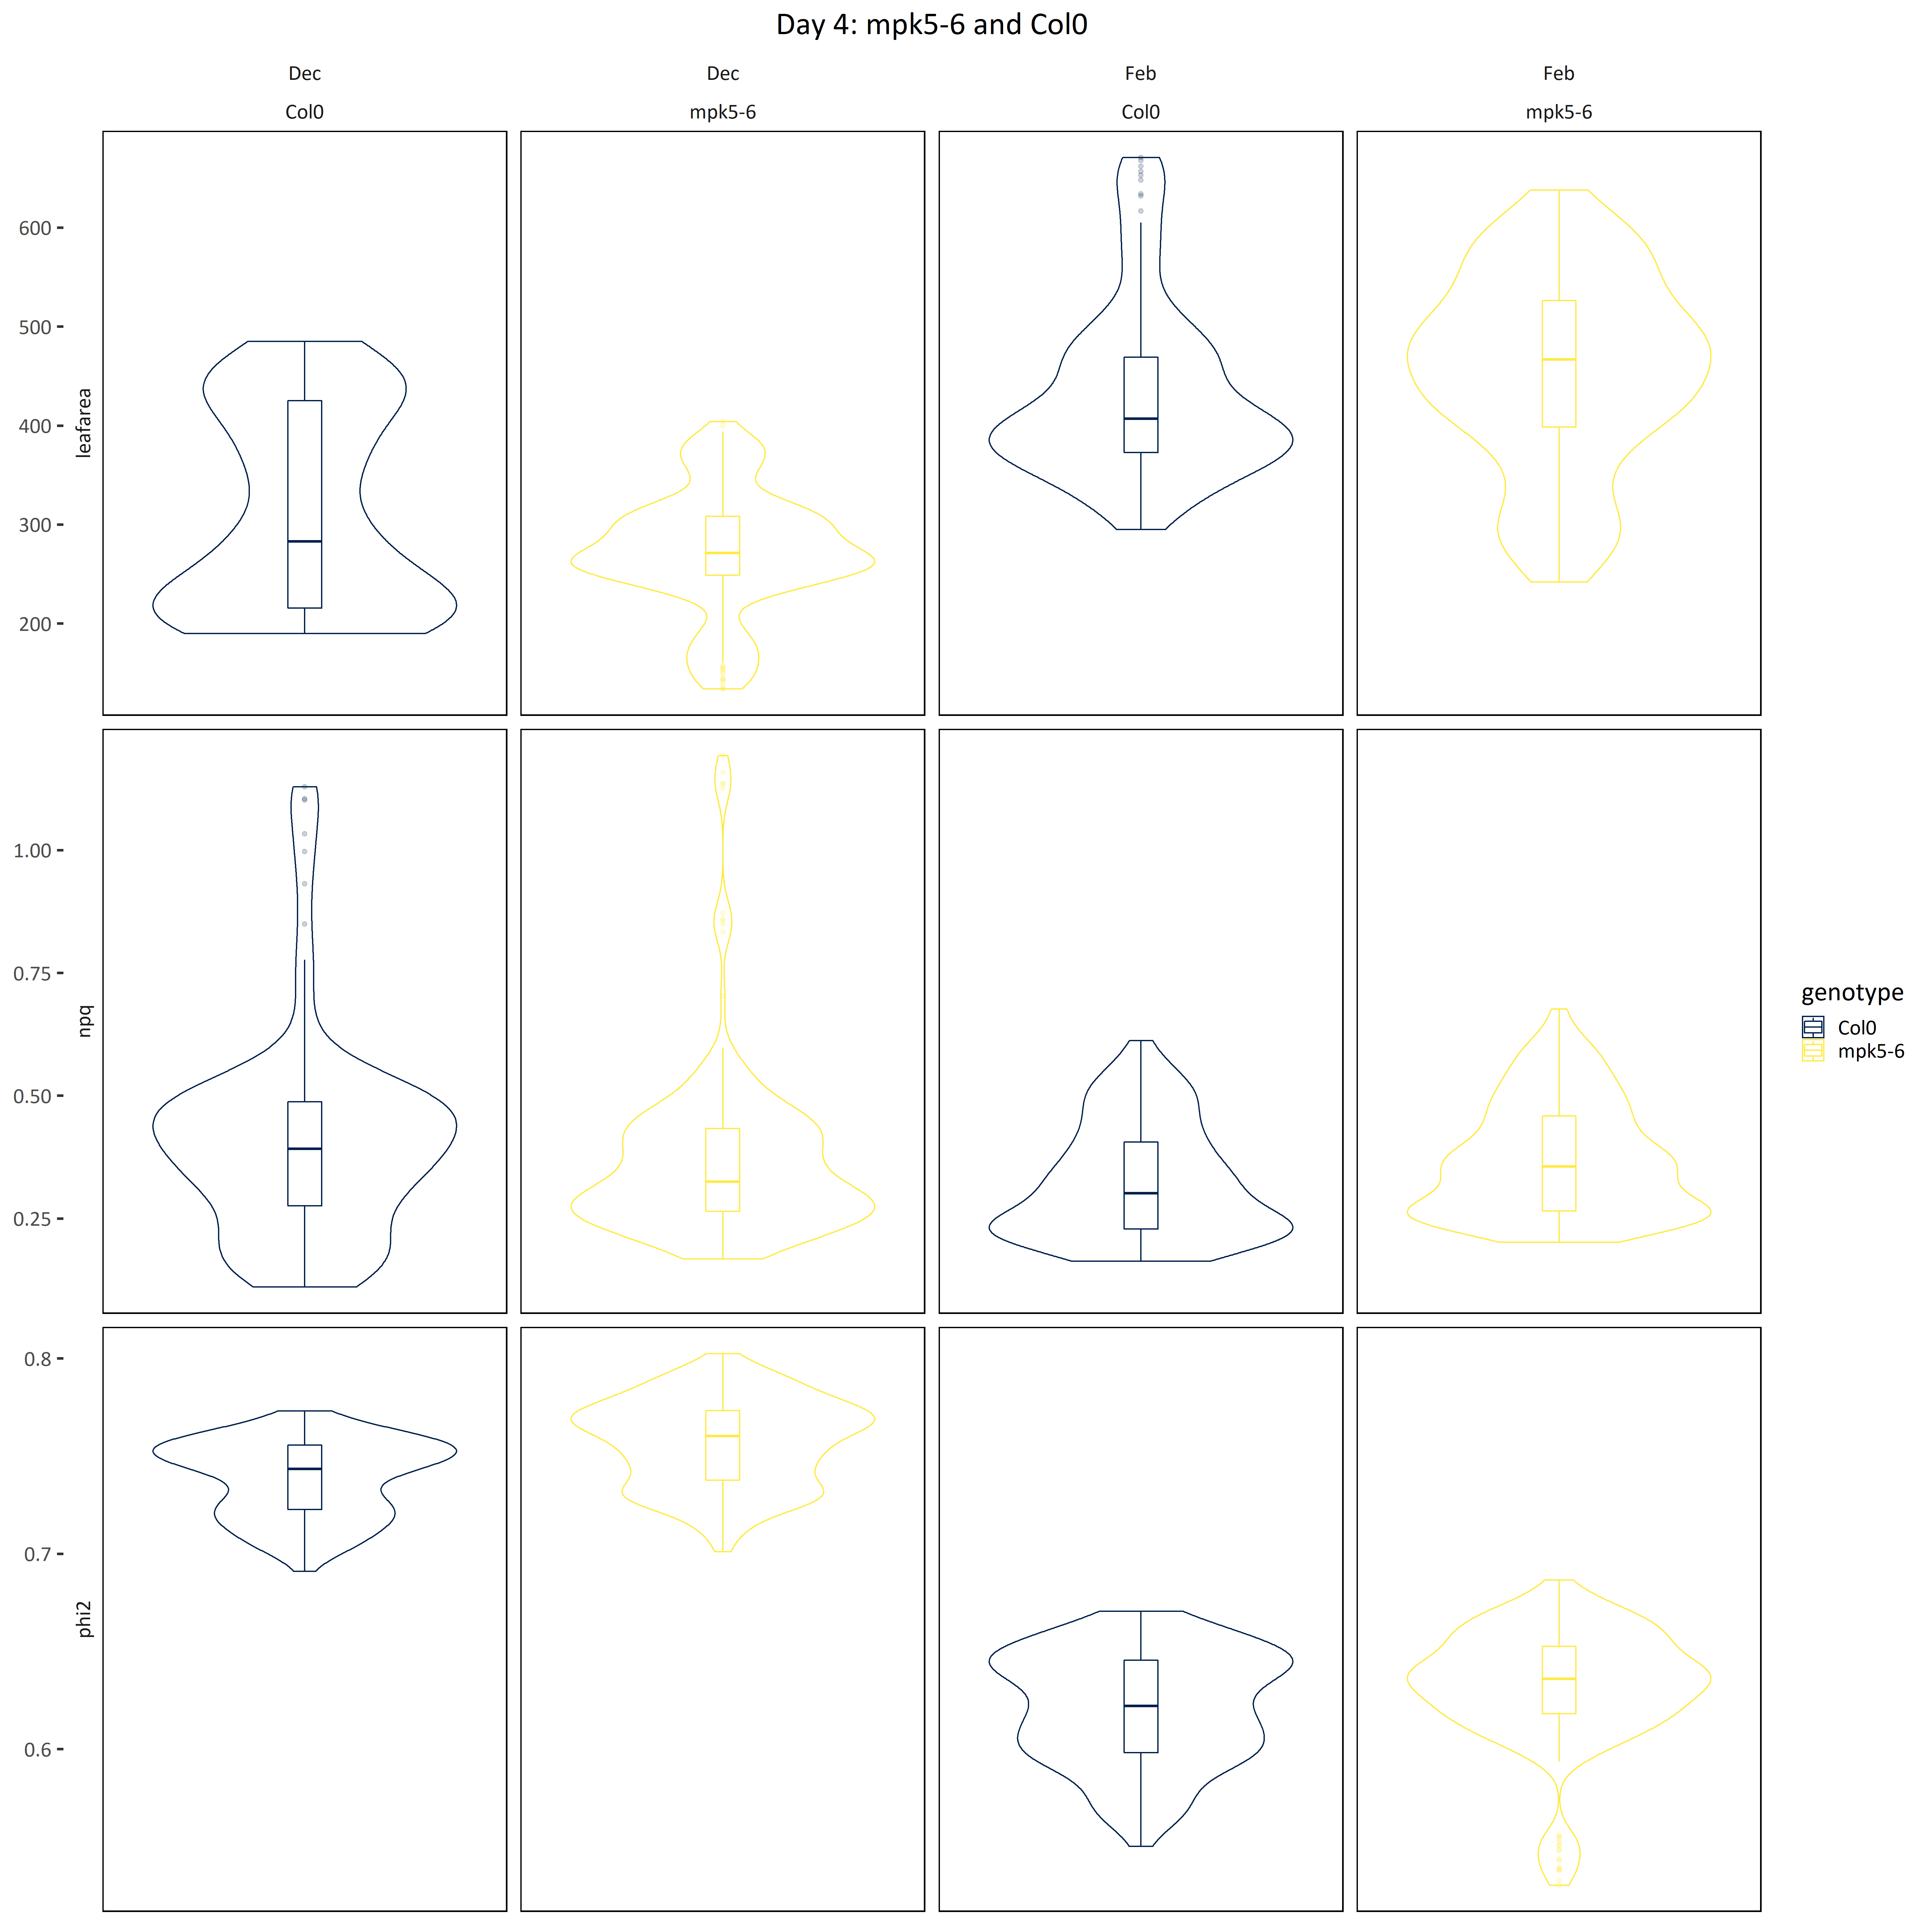 Day 4: mpk5-6 and Col0
Dec
Dec
Feb
Feb
Col0
mpk5-6
Col0
mpk5-6
leafarea
600
500
400
300
200
npq
1.00
0.75
0.50
0.25
phi2
0.8
0.7
0.6
genotype
Col0
mpk5-6